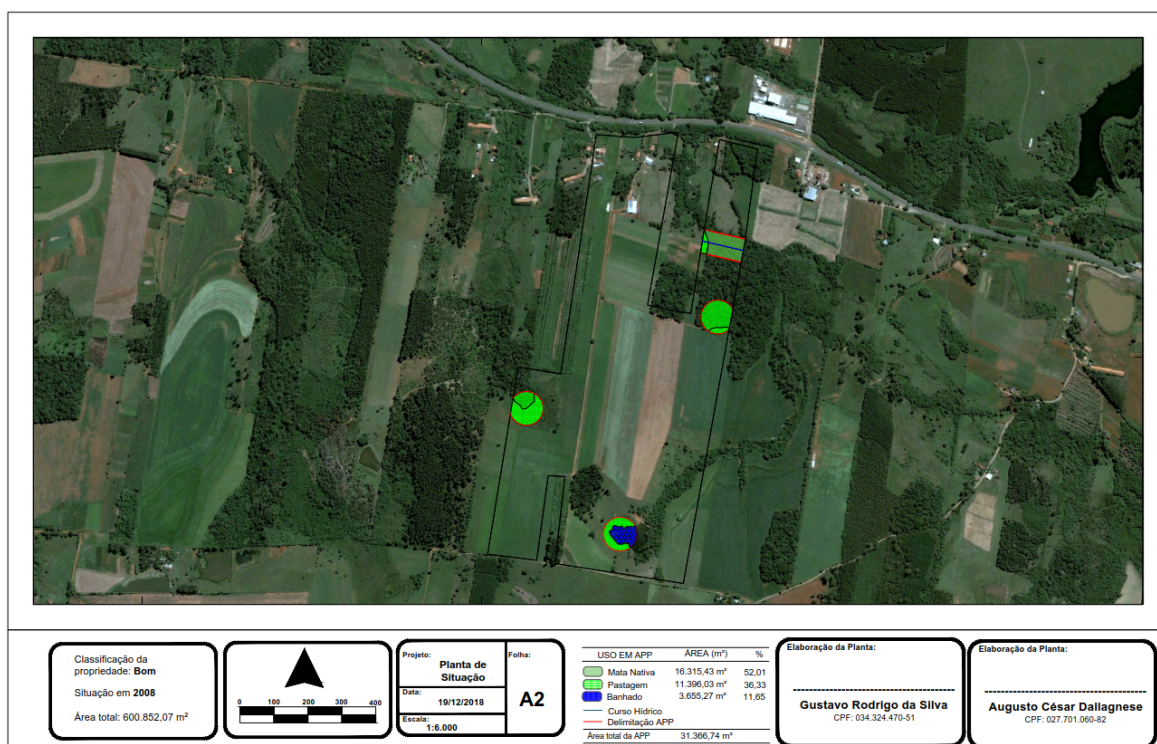 Classificação da
propriedade: Bom
Situação em 2008
Área total: 600.852,07 m²
0 100 200 300 400
Projeto:
Planta de
Situação
Data:
19/12/2018
Escala:
1:6.000
Folha:
A2
USO EM APP ÁREA (m²) %
Mata Nativa 16.315,43 m² 52,01
Pastagem 11.396,03 m² 36,33
Banhado 3.655,27 m² 11,65
Curso Hídrico
Delimitação APP
Área total da APP 31.366,74 m²
Elaboração da Planta:
Gustavo Rodrigo da Silva
CPF: 034.324.470-51
Elaboração da Planta:
Augusto César Dallagnese
CPF: 027.701.060-82